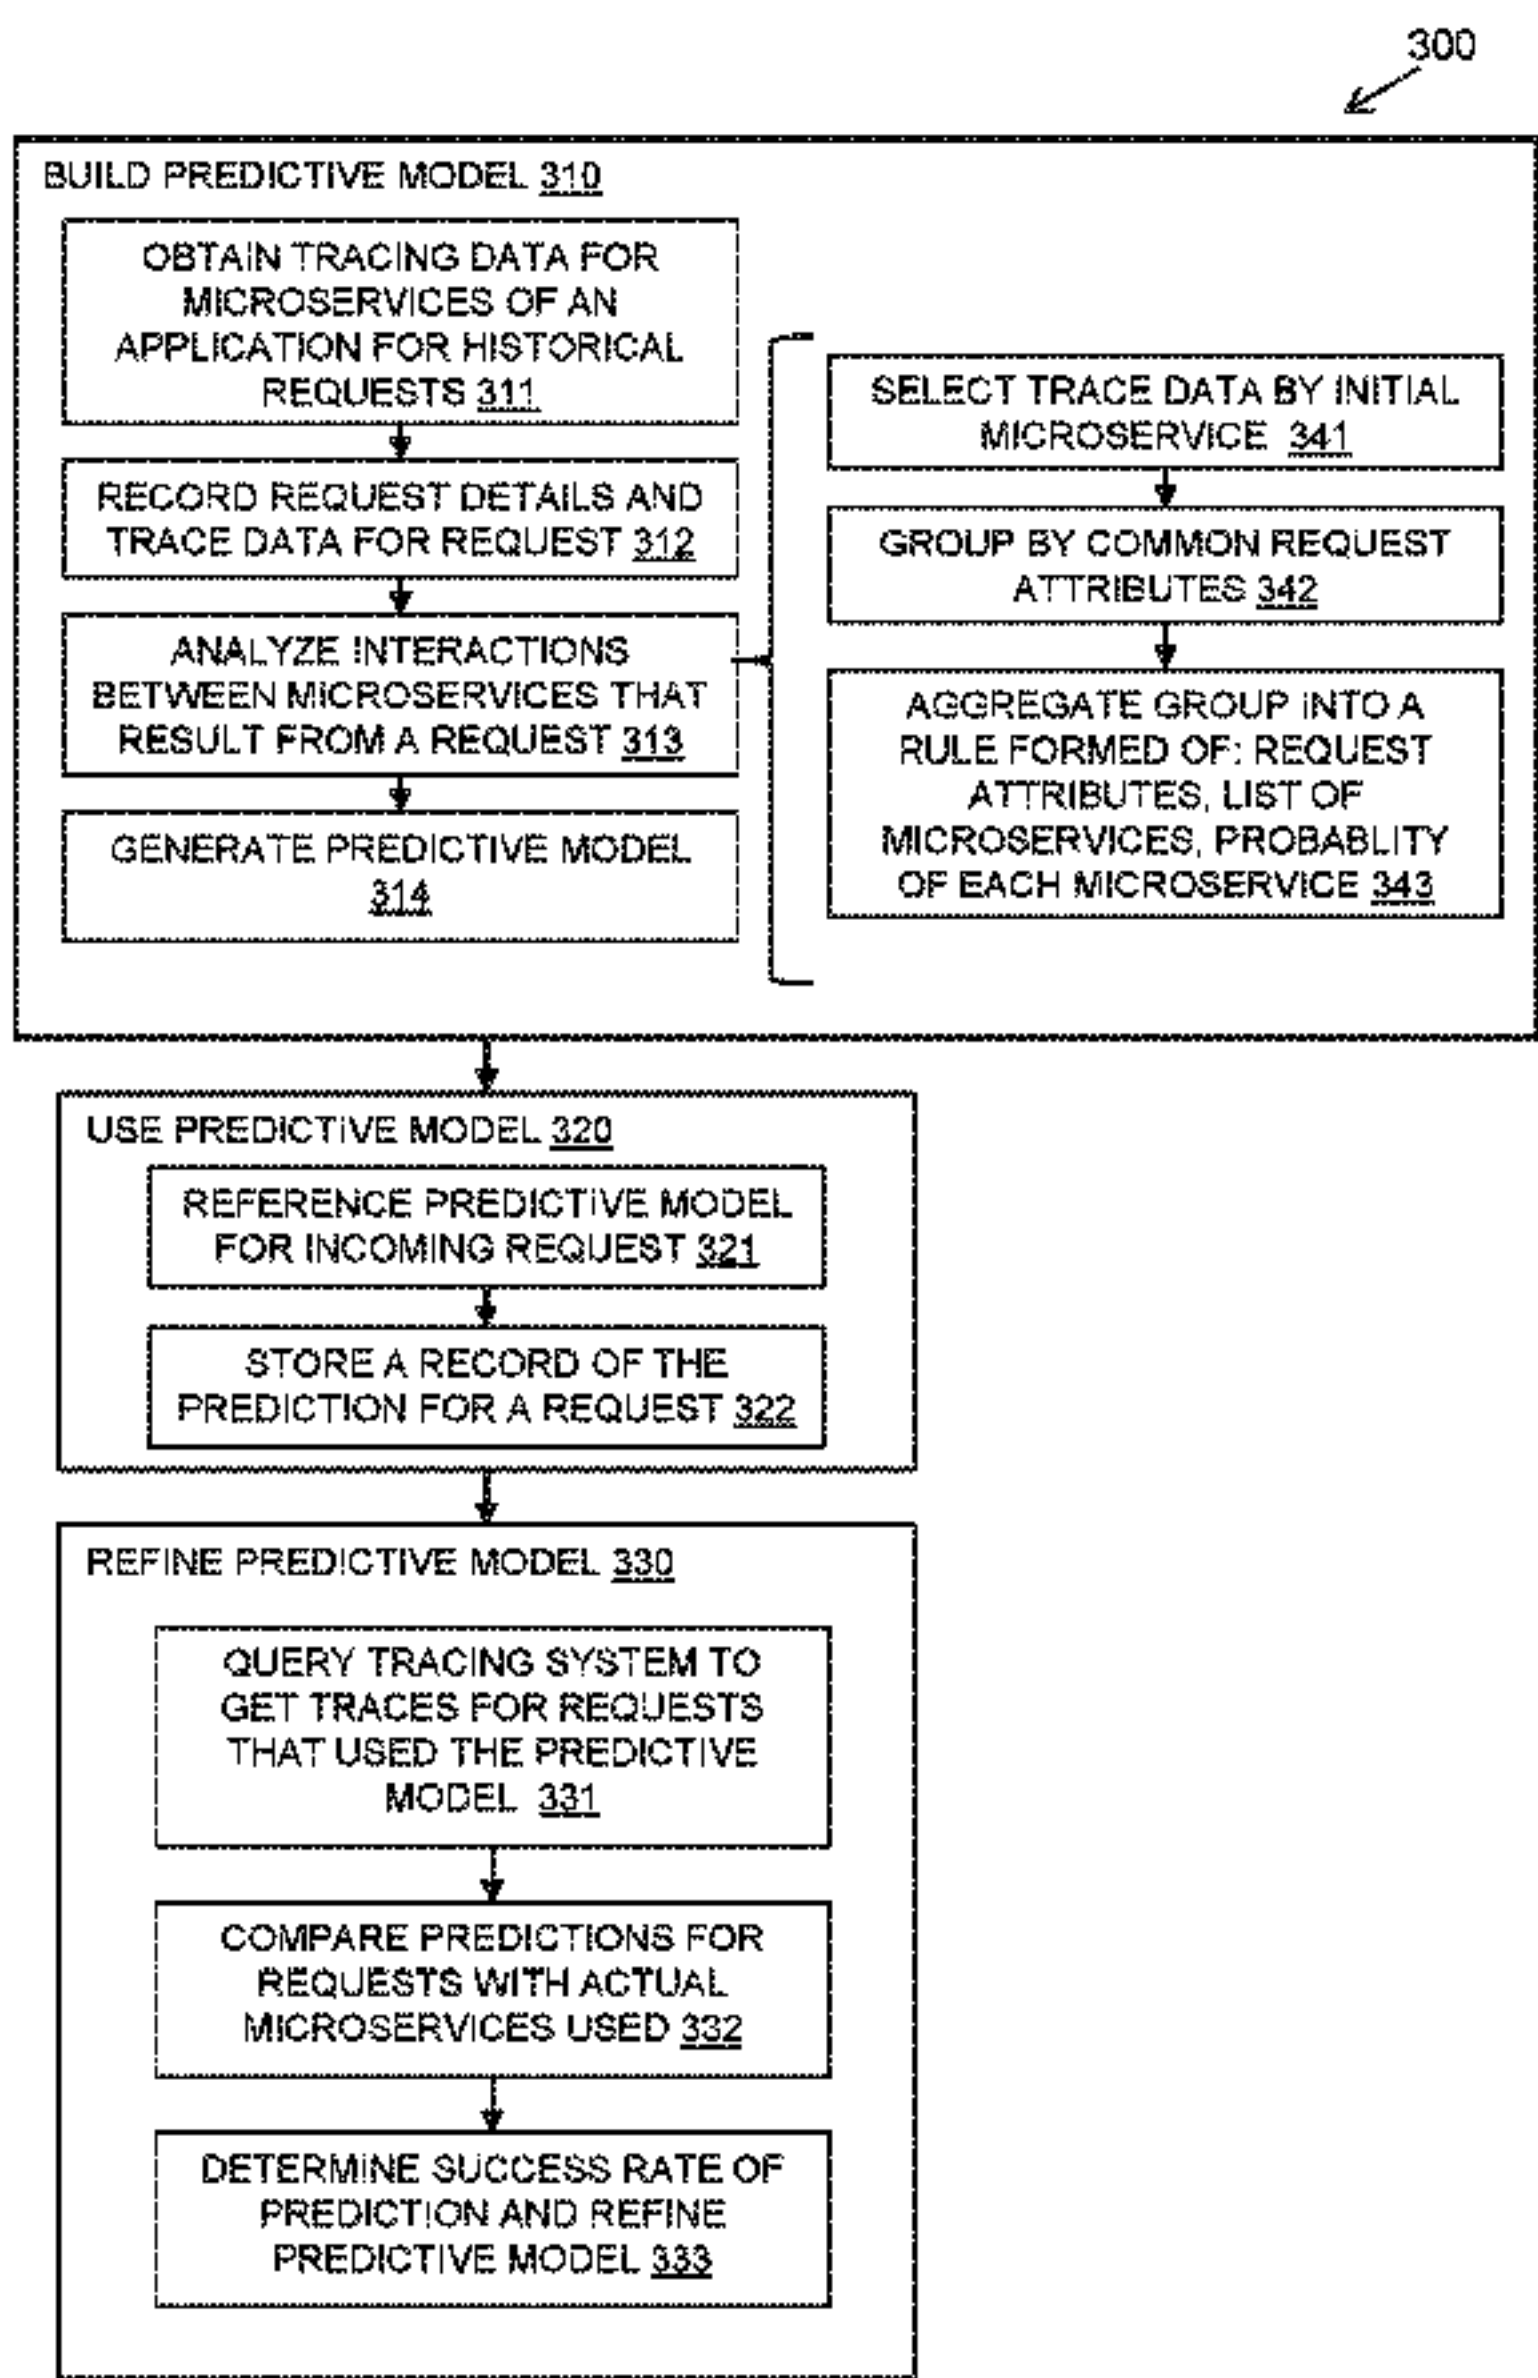 300
BUILD PREDICTIVE MODEL 310
OBTAIN TRACING DATA FOR
MICROSERVICES OF AN
APPLICATION FOR HISTORICAL
REQUESTS 311
RECORD REQUEST DETAILS AND
TRACE DATA FOR REQUEST 312
ANALYZE INTERACTIONS
BETWEEN MICROSERVICES THAT
RESULT FROM A REQUEST 313
GENERATE PREDICTIVE MODEL
314
SELECT TRACE DATA BY INITIAL
MICROSERVICE 341
GROUP BY COMMON REQUEST
ATTRIBUTES 342
AGGREGATE GROUP INTO A
RULE FORMED OF: REQUEST
ATTRIBUTES, LIST OF
MICROSERVICES, PROBABLITY
OF EACH MICROSERVICE 343
USE PREDICTIVE MODEL 320
REFERENCE PREDICTIVE MODEL
FOR INCOMING REQUEST 321
STORE A RECORD OF THE
PREDICTION FOR A REQUEST 322
REFINE PREDICTIVE MODEL 330
QUERY TRACING SYSTEM TO
GET TRACES FOR REQUESTS
THAT USED THE PREDICTIVE
MODEL 331
COMPARE PREDICTIONS FOR
REQUESTS WITH ACTUAL
MICROSERVICES USED 332
DETERMINE SUCCESS RATE OF
PREDICTION AND REFINE
PREDICTIVE MODEL 333